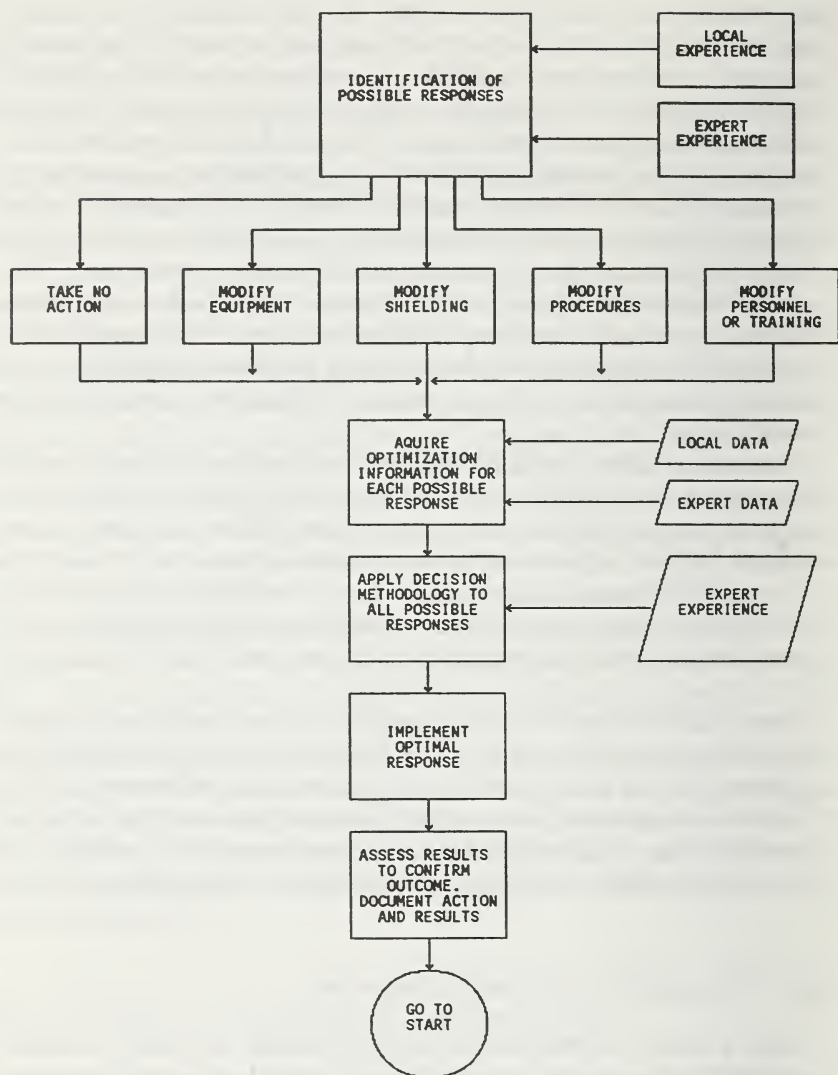 IDENTIFICATION OF
POSSIBLE RESPONSES
LOCAL
EXPERIENCE
EXPERT
EXPERIENCE
TAKE NO
ACTION
MODIFY
EQUIPMENT
MODIFY
SHIELDING
MODIFY
PROCEDURES
MODIFY
PERSONNEL
OR TRAINING
AQUIRE
OPTIMIZATION
INFORMATION FOR
EACH POSSIBLE
RESPONSE
LOCAL DATA
EXPERT DATA
APPLY DECISION
METHODOLOGY TO
ALL POSSIBLE
RESPONSES
EXPERT
EXPERIENCE
IMPLEMENT
OPTIMAL
RESPONSE
ASSESS RESULTS
TO CONFIRM
OUTCOME.
DOCUMENT ACTION
AND RESULTS
GO TO
START